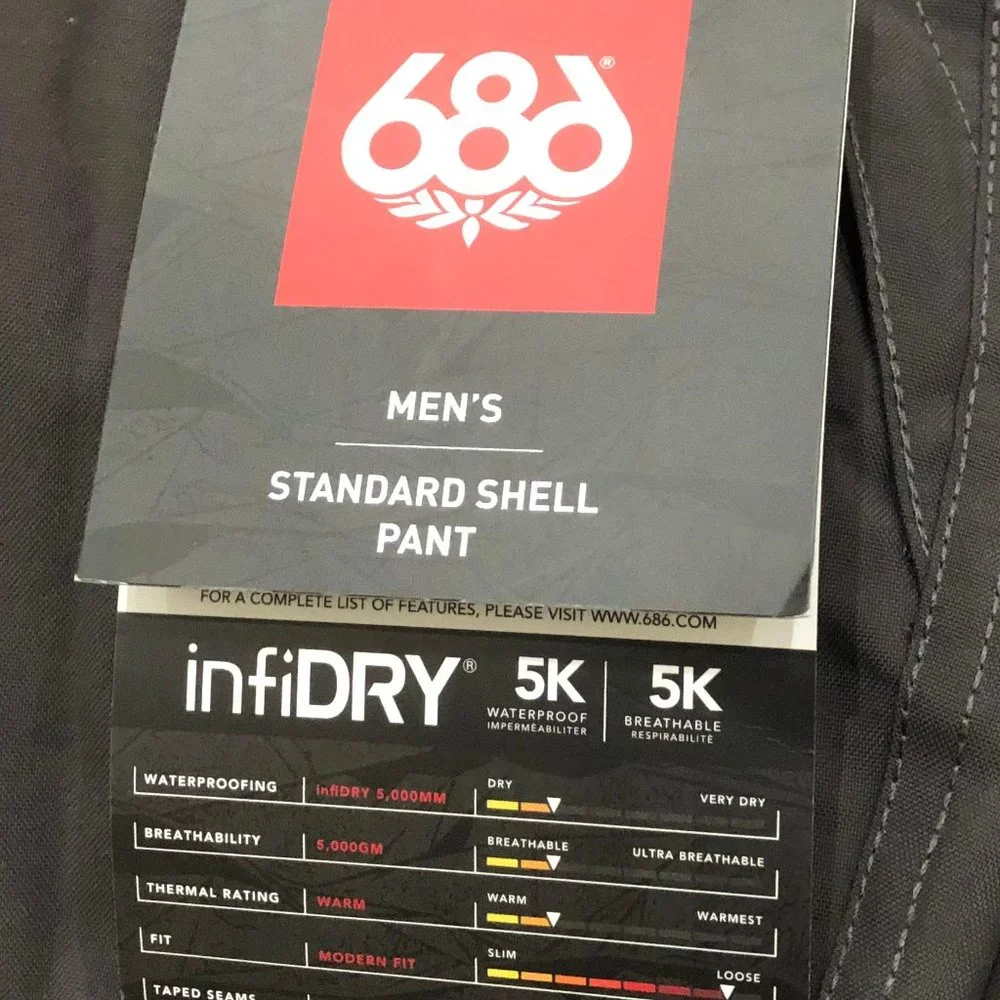 686®
MEN'S
STANDARD SHELL
PANT
FOR A COMPLETE LIST OF FEATURES, PLEASE VISIT WWW.686.COM
infiDRY® 5K 5K
WATERPROOF BREATHABLE
IMPERMÉABILITER RESPIRABILITÉ
WATERPROOFING infiDRY 5,000MM DRY VERY DRY
BREATHABILITY 5,000GM BREATHABLE ULTRA BREATHABLE
THERMAL RATING WARM WARM WARMEST
FIT MODERN FIT SLIM LOOSE
TAPED SEAMS